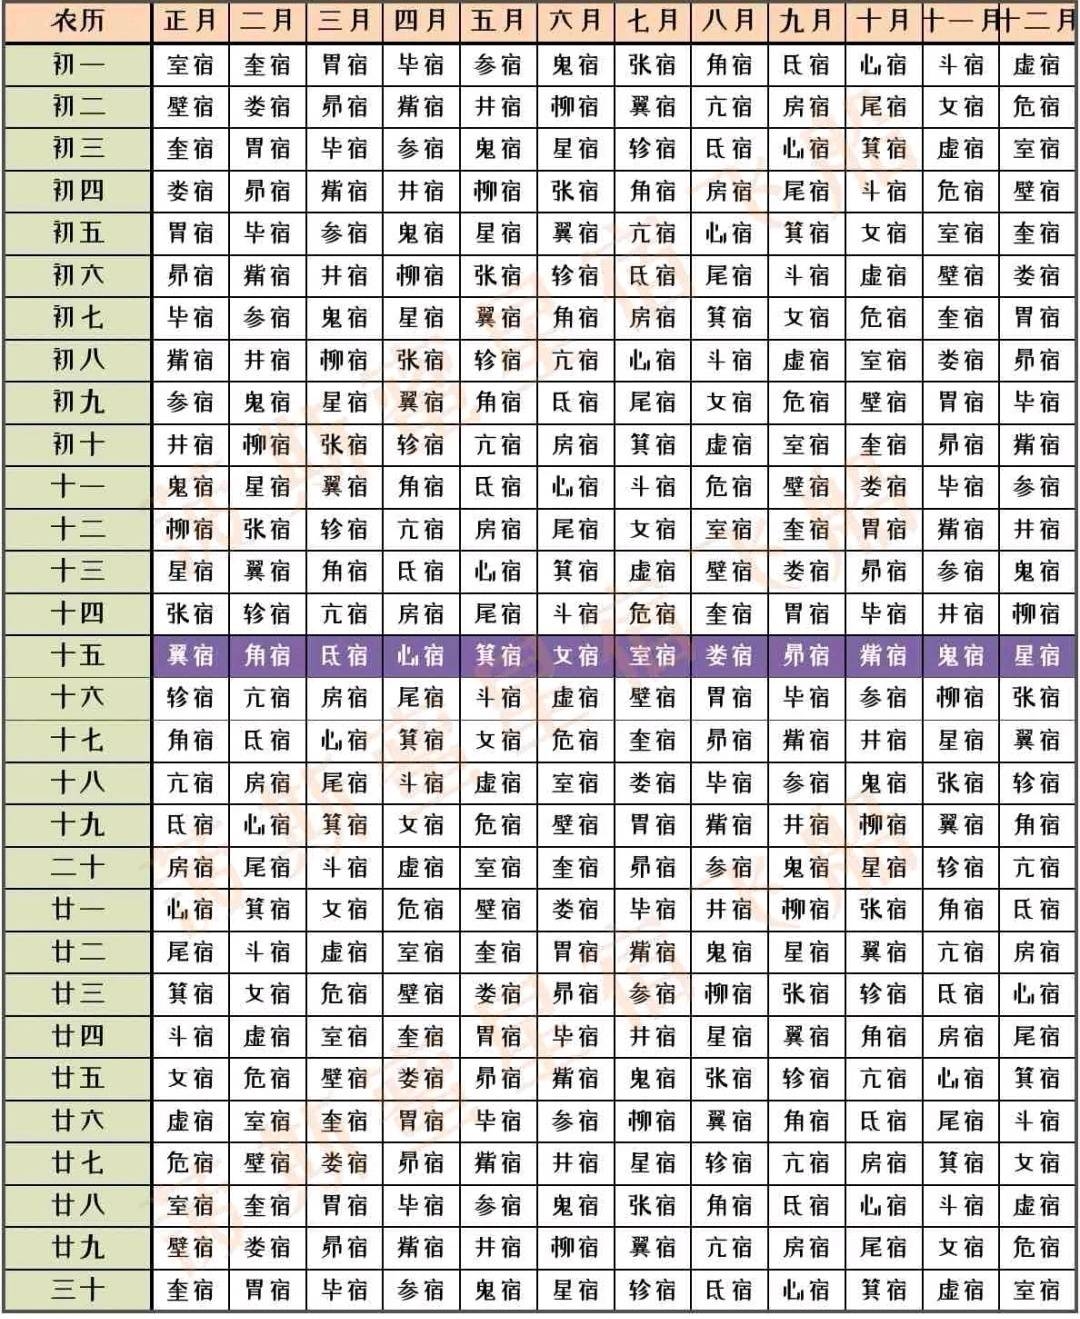 农历 正月 二月 三月 四月 五月 六月 七月 八月 九月 十月 十一月 十二月
初一 室宿 奎宿 胃宿 毕宿 参宿 鬼宿 张宿 角宿 氐宿 心宿 斗宿 虚宿
初二 壁宿 娄宿 昴宿 觜宿 井宿 柳宿 翼宿 亢宿 房宿 尾宿 女宿 危宿
初三 奎宿 胃宿 毕宿 参宿 鬼宿 星宿 轸宿 氐宿 心宿 箕宿 虚宿 室宿
初四 娄宿 昴宿 觜宿 井宿 柳宿 张宿 角宿 房宿 尾宿 斗宿 危宿 壁宿
初五 胃宿 毕宿 参宿 鬼宿 星宿 翼宿 亢宿 心宿 箕宿 女宿 室宿 奎宿
初六 昴宿 觜宿 井宿 柳宿 张宿 轸宿 氐宿 尾宿 斗宿 虚宿 壁宿 娄宿
初七 毕宿 参宿 鬼宿 星宿 翼宿 角宿 房宿 箕宿 女宿 危宿 奎宿 胃宿
初八 觜宿 井宿 柳宿 张宿 轸宿 亢宿 心宿 斗宿 虚宿 室宿 娄宿 昴宿
初九 参宿 鬼宿 星宿 翼宿 角宿 氐宿 尾宿 女宿 危宿 壁宿 胃宿 毕宿
初十 井宿 柳宿 张宿 轸宿 亢宿 房宿 箕宿 虚宿 室宿 奎宿 昴宿 觜宿
十一 鬼宿 星宿 翼宿 角宿 氐宿 心宿 斗宿 危宿 壁宿 娄宿 毕宿 参宿
十二 柳宿 张宿 轸宿 亢宿 房宿 尾宿 女宿 室宿 奎宿 胃宿 觜宿 井宿
十三 星宿 翼宿 角宿 氐宿 心宿 箕宿 虚宿 壁宿 娄宿 昴宿 参宿 鬼宿
十四 张宿 轸宿 亢宿 房宿 尾宿 斗宿 危宿 奎宿 胃宿 毕宿 井宿 柳宿
十五 翼宿 角宿 氐宿 心宿 箕宿 女宿 室宿 娄宿 昴宿 觜宿 鬼宿 星宿
十六 轸宿 亢宿 房宿 尾宿 斗宿 虚宿 壁宿 胃宿 毕宿 参宿 柳宿 张宿
十七 角宿 氐宿 心宿 箕宿 女宿 危宿 奎宿 昴宿 觜宿 井宿 星宿 翼宿
十八 亢宿 房宿 尾宿 斗宿 虚宿 室宿 娄宿 毕宿 参宿 鬼宿 张宿 轸宿
十九 氐宿 心宿 箕宿 女宿 危宿 壁宿 胃宿 觜宿 井宿 柳宿 翼宿 角宿
二十 房宿 尾宿 斗宿 虚宿 室宿 奎宿 昴宿 参宿 鬼宿 星宿 轸宿 亢宿
廿一 心宿 箕宿 女宿 危宿 壁宿 娄宿 毕宿 井宿 柳宿 张宿 角宿 氐宿
廿二 尾宿 斗宿 虚宿 室宿 奎宿 胃宿 觜宿 鬼宿 星宿 翼宿 亢宿 房宿
廿三 箕宿 女宿 危宿 壁宿 娄宿 昴宿 参宿 柳宿 张宿 轸宿 氐宿 心宿
廿四 斗宿 虚宿 室宿 奎宿 胃宿 毕宿 井宿 星宿 翼宿 角宿 房宿 尾宿
廿五 女宿 危宿 壁宿 娄宿 昴宿 觜宿 鬼宿 张宿 轸宿 亢宿 心宿 箕宿
廿六 虚宿 室宿 奎宿 胃宿 毕宿 参宿 柳宿 翼宿 角宿 氐宿 尾宿 斗宿
廿七 危宿 壁宿 娄宿 昴宿 觜宿 井宿 星宿 轸宿 亢宿 房宿 箕宿 女宿
廿八 室宿 奎宿 胃宿 毕宿 参宿 鬼宿 张宿 角宿 氐宿 心宿 斗宿 虚宿
廿九 壁宿 娄宿 昴宿 觜宿 井宿 柳宿 翼宿 亢宿 房宿 尾宿 女宿 危宿
三十 奎宿 胃宿 毕宿 参宿 鬼宿 星宿 轸宿 氐宿 心宿 箕宿 虚宿 室宿